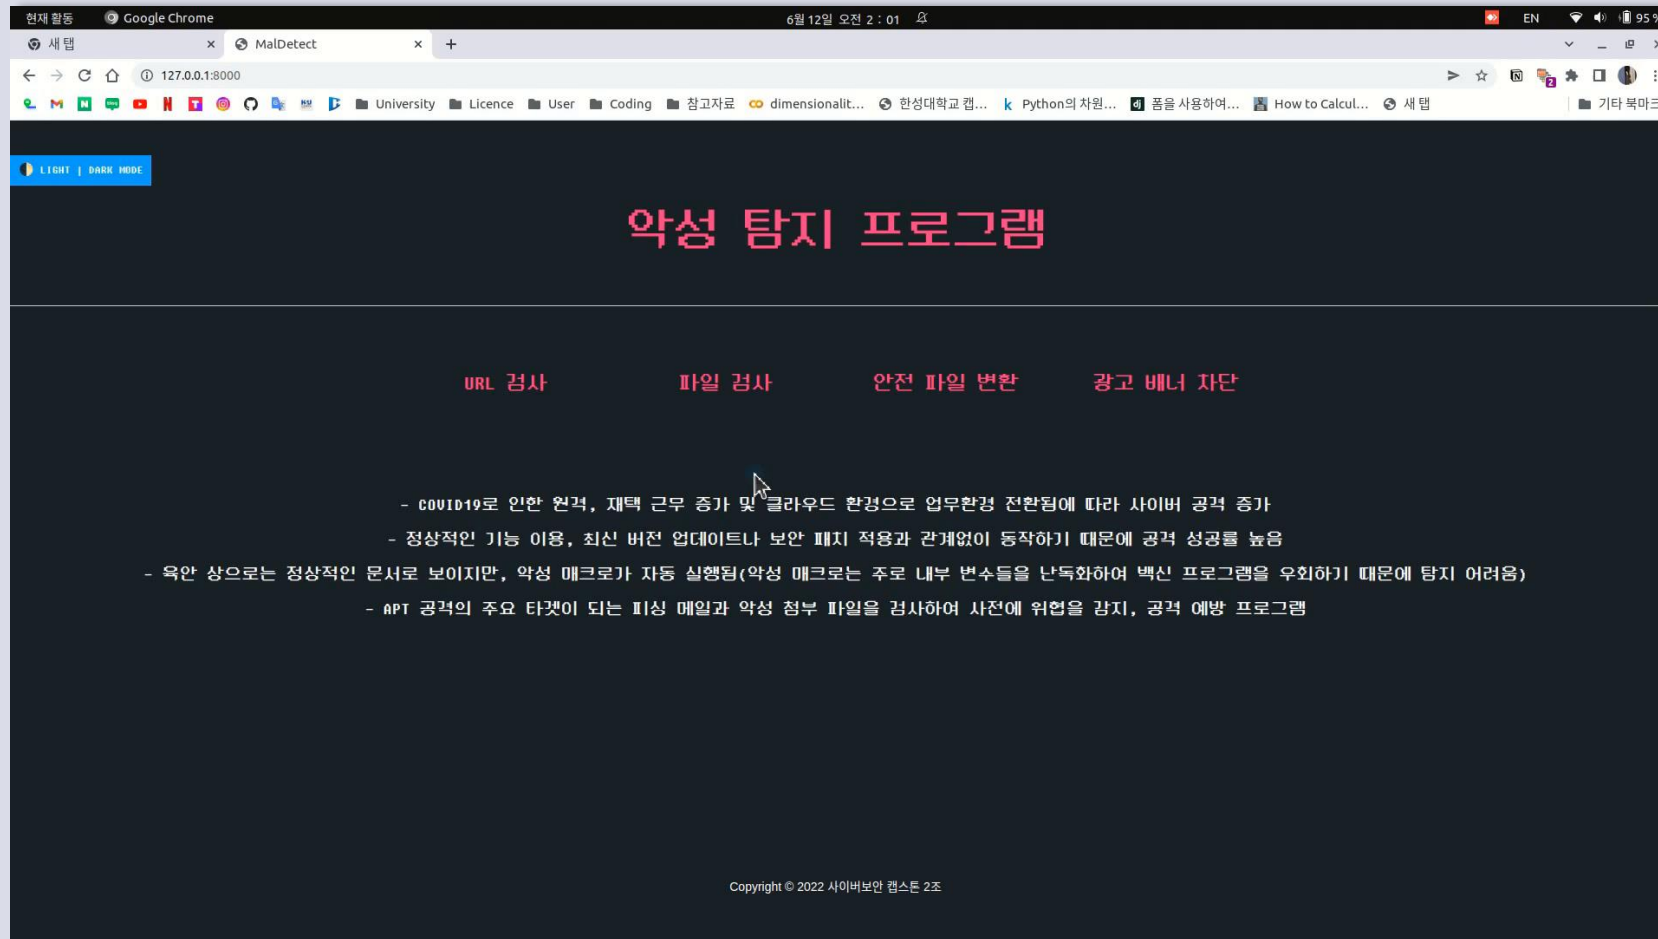 현재 활동 Google Chrome 6월 12일 오전 2 : 01 EN 95 %
새 탭 MalDetect
127.0.0.1:8000
University Licence User Coding 참고자료 dimensionalit... 한성대학교 캡... Python의 차원... 폼을 사용하여... How to Calcul... 새 탭 기타 북마크
LIGHT | DARK MODE
악성 탐지 프로그램
URL 검사 파일 검사 안전 파일 변환 광고 배너 차단
- COVID19로 인한 원격, 재택 근무 증가 및 클라우드 환경으로 업무환경 전환됨에 따라 사이버 공격 증가
- 정상적인 기능 이용, 최신 버전 업데이트나 보안 패치 적용과 관계없이 동작하기 때문에 공격 성공률 높음
- 육안 상으로는 정상적인 문서로 보이지만, 악성 매크로가 자동 실행됨(악성 매크로는 주로 내부 변수들을 난독화하여 백신 프로그램을 우회하기 때문에 탐지 어려움)
- APT 공격의 주요 타겟이 되는 피싱 메일과 악성 첨부 파일을 검사하여 사전에 위협을 감지, 공격 예방 프로그램
Copyright © 2022 사이버보안 캡스톤 2조